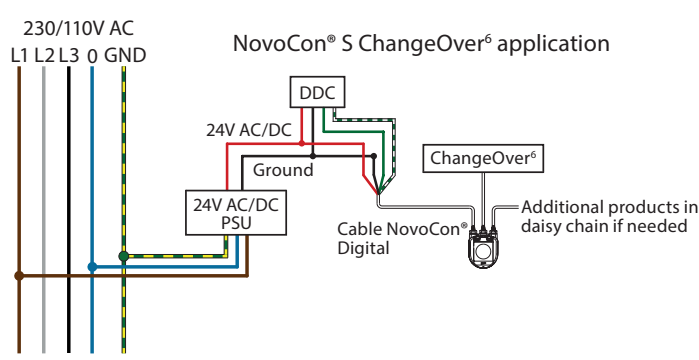 230/110V AC
L1 L2 L3 0 GND
NovoCon® S ChangeOver⁶ application
DDC
24V AC/DC
Ground
ChangeOver⁶
24V AC/DC
PSU
Cable NovoCon®
Digital
Additional products in
daisy chain if needed